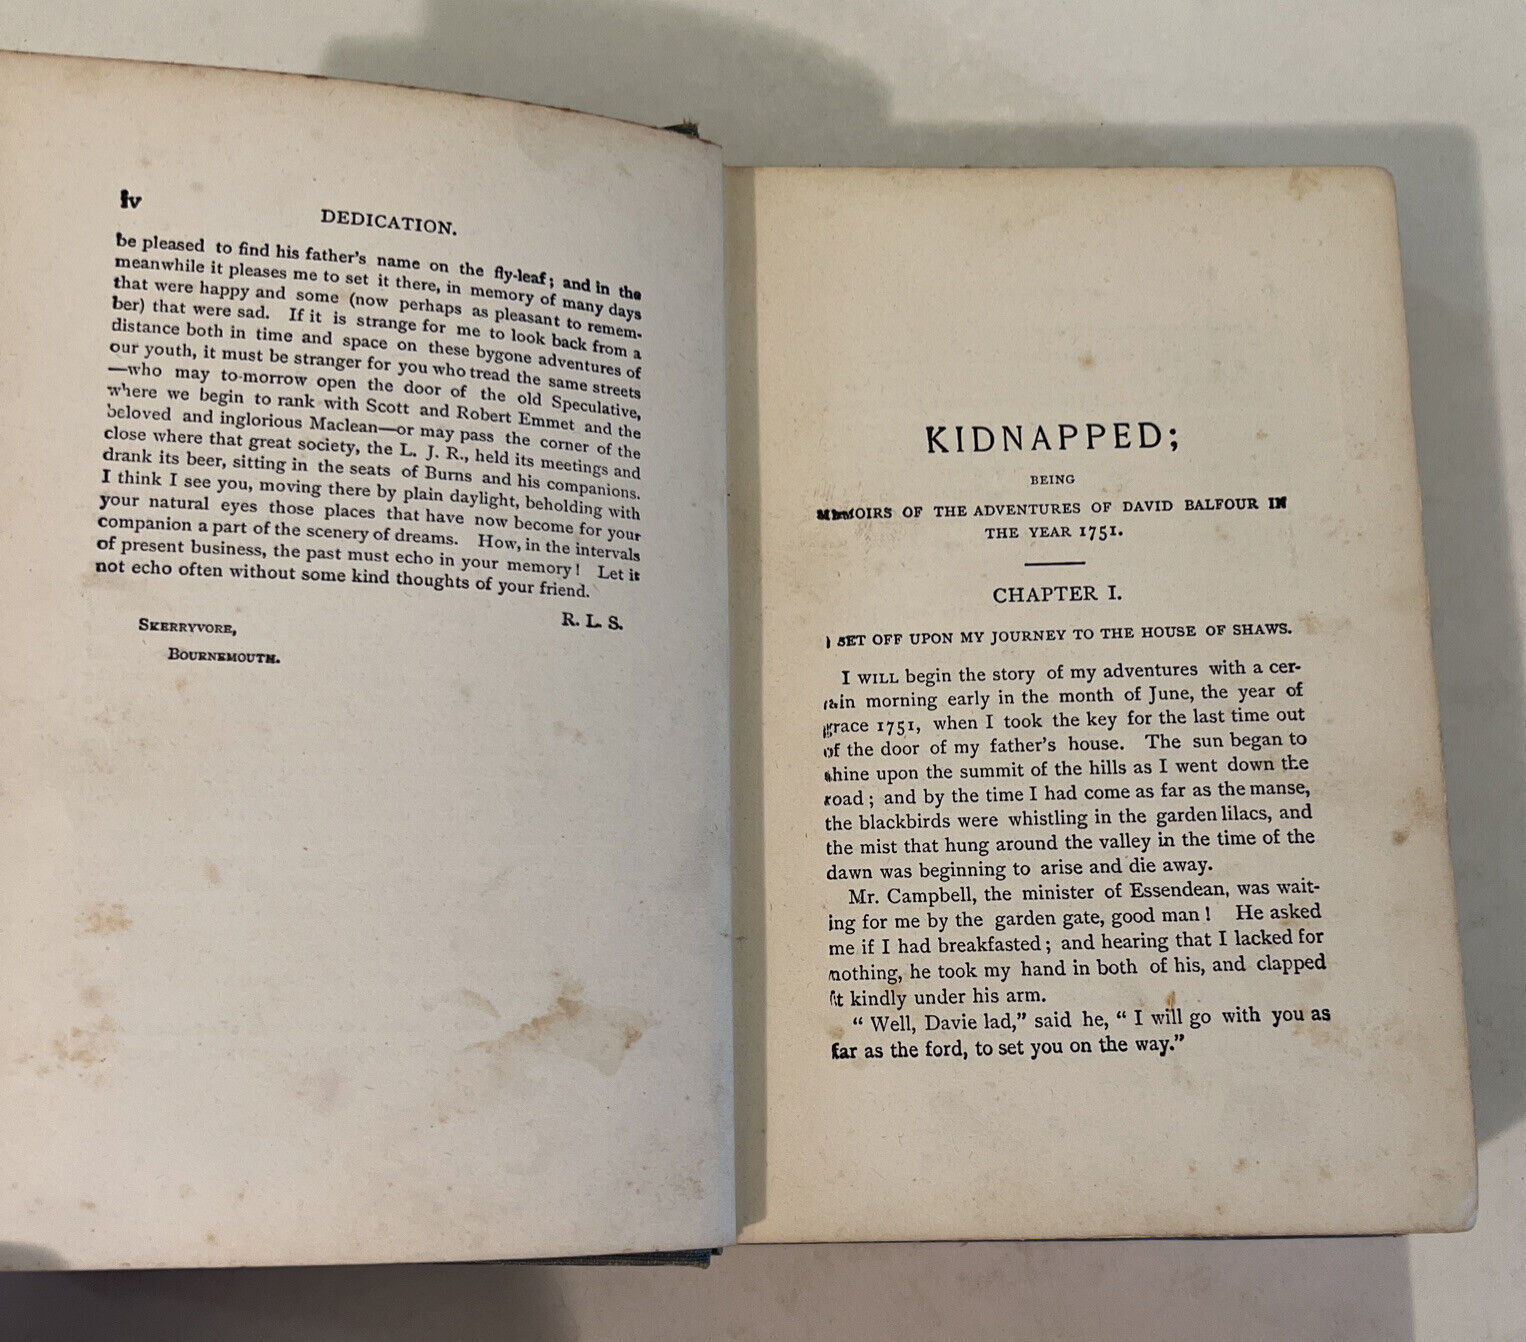 iv
DEDICATION.
be pleased to find his father's name on the fly-leaf; and in the
meanwhile it pleases me to set it there, in memory of many days
that were happy and some (now perhaps as pleasant to remem-
ber) that were sad. If it is strange for me to look back from a
distance both in time and space on these bygone adventures of
our youth, it must be stranger for you who tread the same streets
—who may to-morrow open the door of the old Speculative,
where we begin to rank with Scott and Robert Emmet and the
beloved and inglorious Maclean—or may pass the corner of the
close where that great society, the L. J. R., held its meetings and
drank its beer, sitting in the seats of Burns and his companions.
I think I see you, moving there by plain daylight, beholding with
your natural eyes those places that have now become for your
companion a part of the scenery of dreams. How, in the intervals
of present business, the past must echo in your memory! Let it
not echo often without some kind thoughts of your friend.
R. L. S.
SKERRYVORE,
BOURNEMOUTH.
KIDNAPPED;
BEING
MEMOIRS OF THE ADVENTURES OF DAVID BALFOUR IN
THE YEAR 1751.
CHAPTER I.
I SET OFF UPON MY JOURNEY TO THE HOUSE OF SHAWS.
I WILL begin the story of my adventures with a cer-
tain morning early in the month of June, the year of
grace 1751, when I took the key for the last time out
of the door of my father's house. The sun began to
shine upon the summit of the hills as I went down the
road; and by the time I had come as far as the manse,
the blackbirds were whistling in the garden lilacs, and
the mist that hung around the valley in the time of the
dawn was beginning to arise and die away.
Mr. Campbell, the minister of Essendean, was wait-
ing for me by the garden gate, good man! He asked
me if I had breakfasted; and hearing that I lacked for
nothing, he took my hand in both of his, and clapped
it kindly under his arm.
"Well, Davie lad," said he, "I will go with you as
far as the ford, to set you on the way."